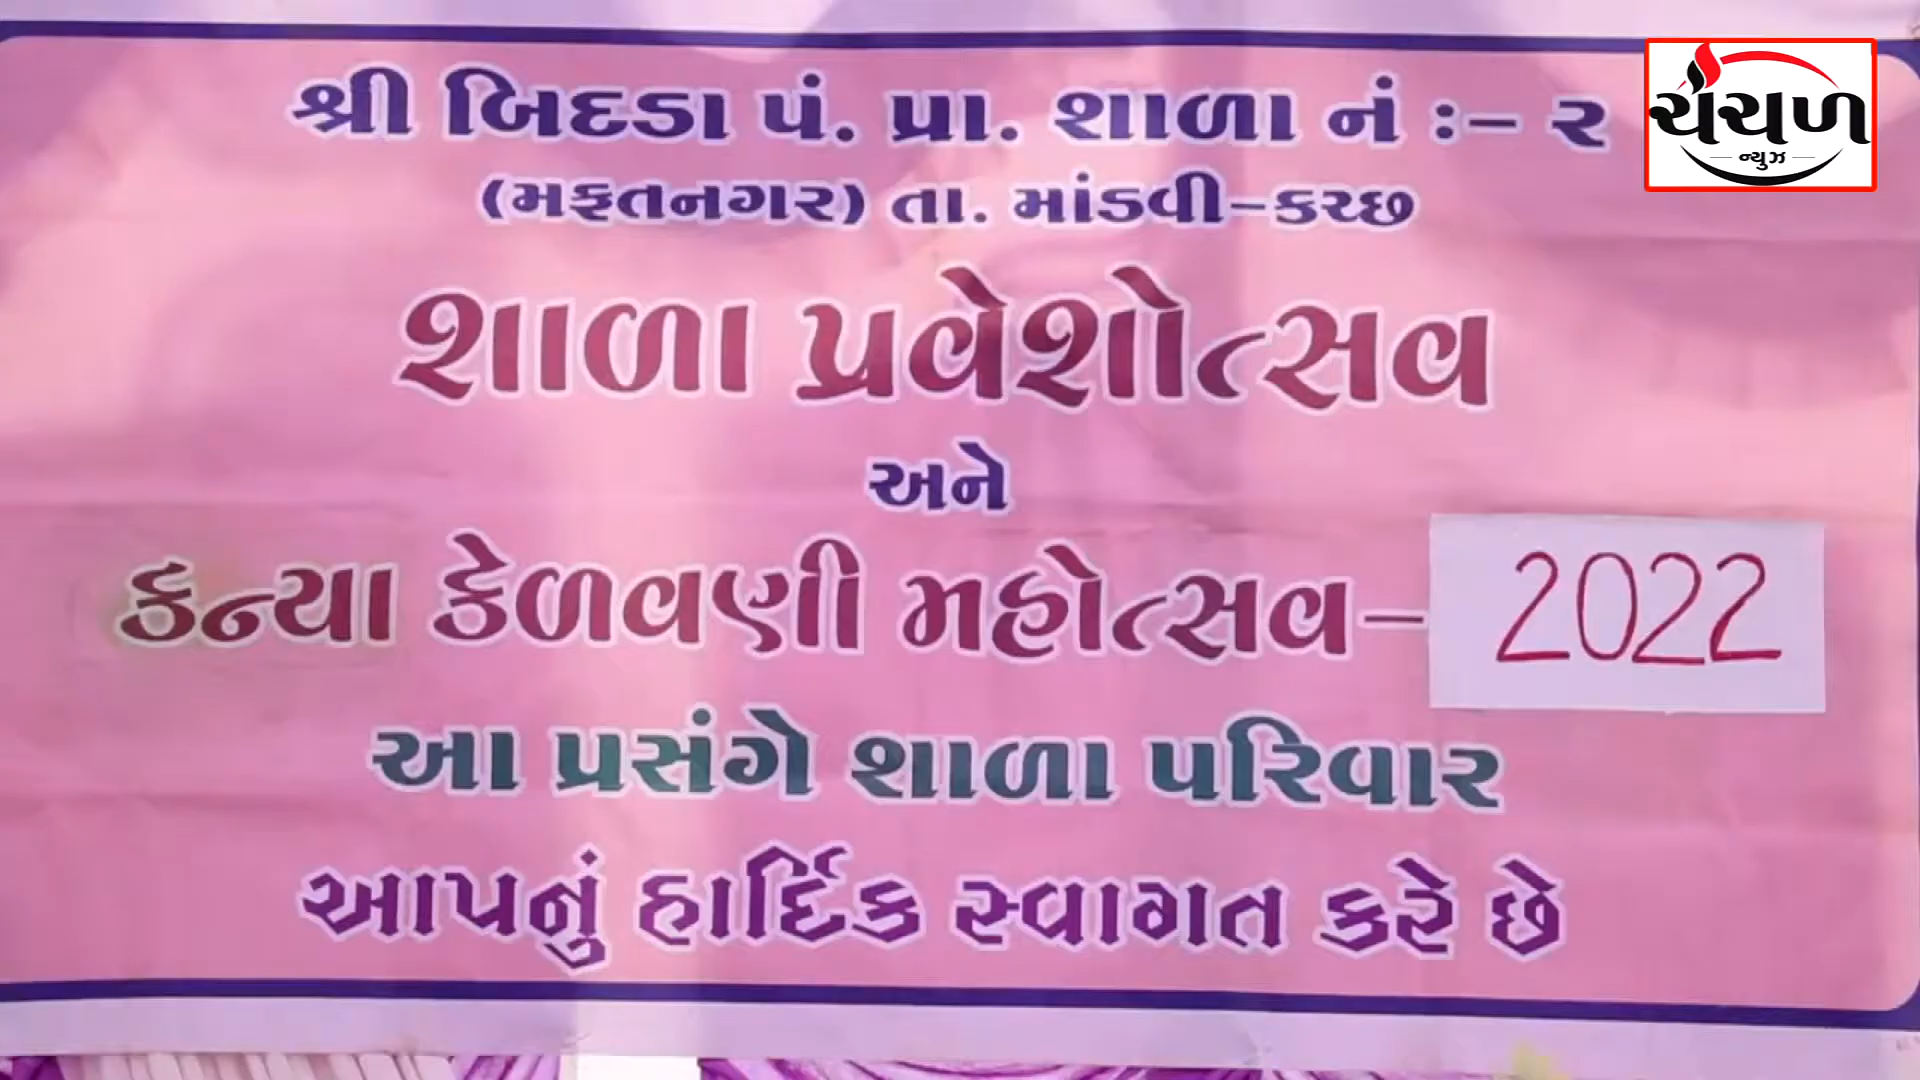 શ્રી બિદડા પં. પ્રા. શાળા નં :- ૨
(મફતનગર) તા. માંડવી-કચ્છ
શાળા પ્રવેશોત્સવ
અને
કન્યા કેળવણી મહોત્સવ- 2022
આ પ્રસંગે શાળા પરિવાર
આપનું હાર્દિક સ્વાગત કરે છે
ચંચળ
ન્યુઝ